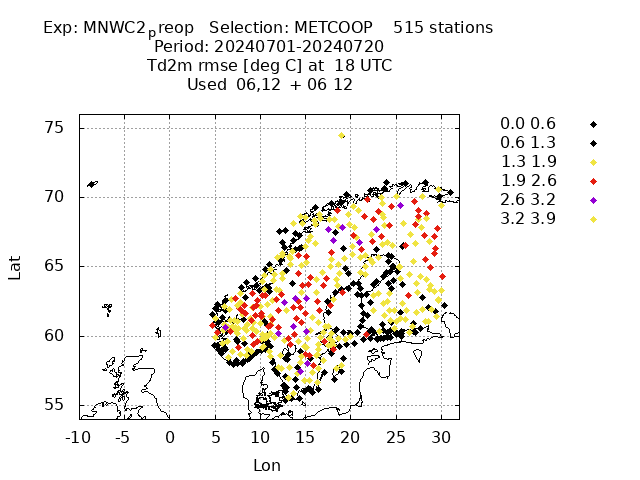 Exp: MNWC2preop   Selection: METCOOP    515 stations
Period: 20240701-20240720
Td2m rmse [deg C] at  18 UTC
Used  06,12  + 06 12
0.0 0.6
0.6 1.3
1.3 1.9
1.9 2.6
2.6 3.2
3.2 3.9
75
70
65
60
55
Lat
-10 -5 0 5 10 15 20 25 30
Lon